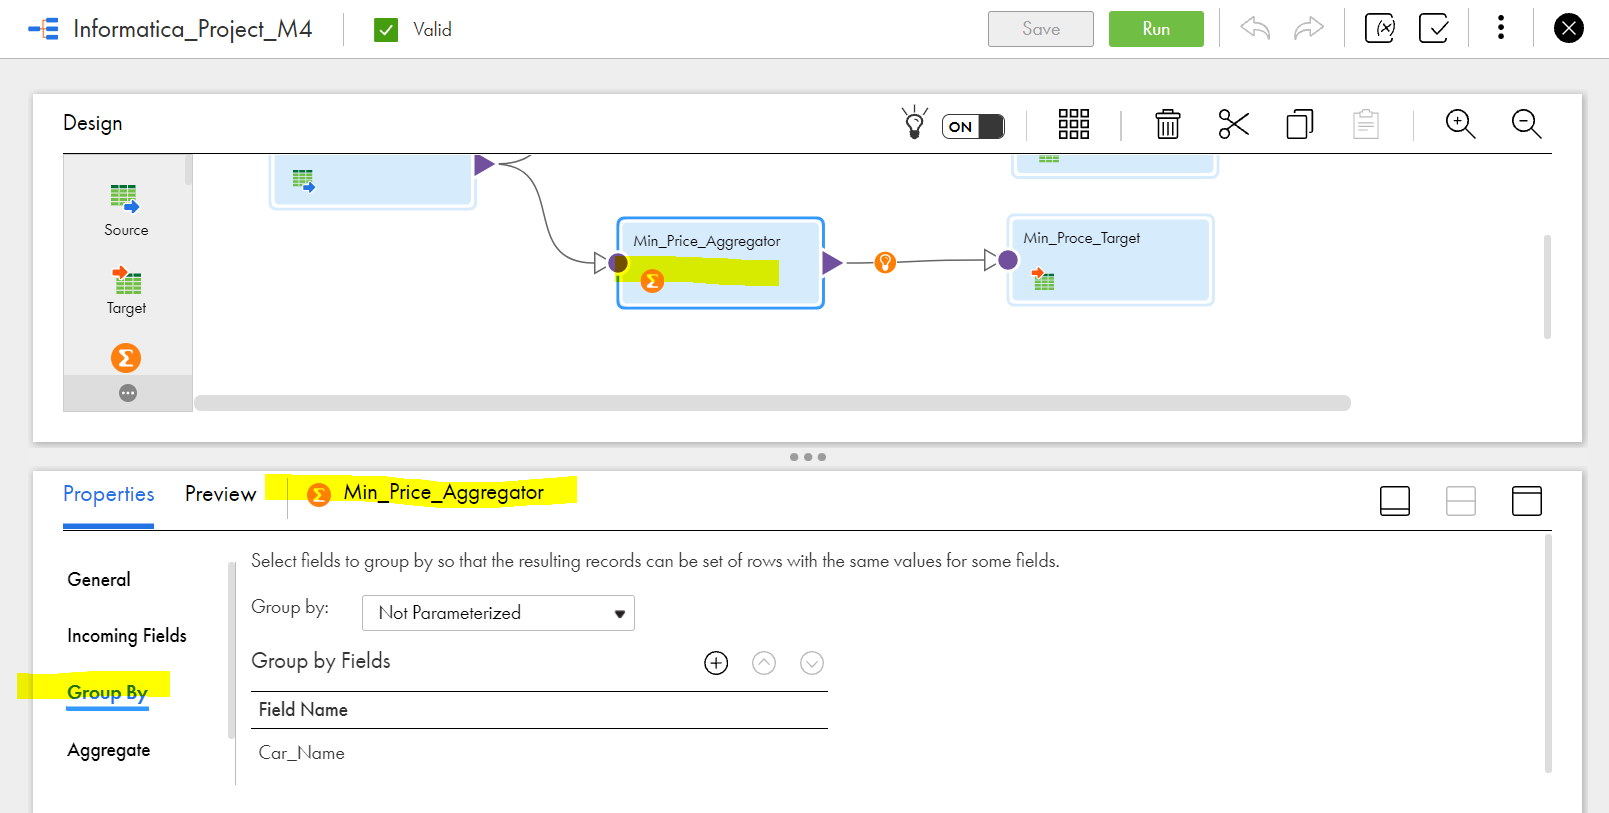 Informatica_Project_M4
Valid
Save
Run
Design
ON
Source
Target
Min_Price_Aggregator
Min_Proce_Target
Properties
Preview
Min_Price_Aggregator
General
Incoming Fields
Group By
Aggregate
Select fields to group by so that the resulting records can be set of rows with the same values for some fields.
Group by:
Not Parameterized
Group by Fields
Field Name
Car_Name